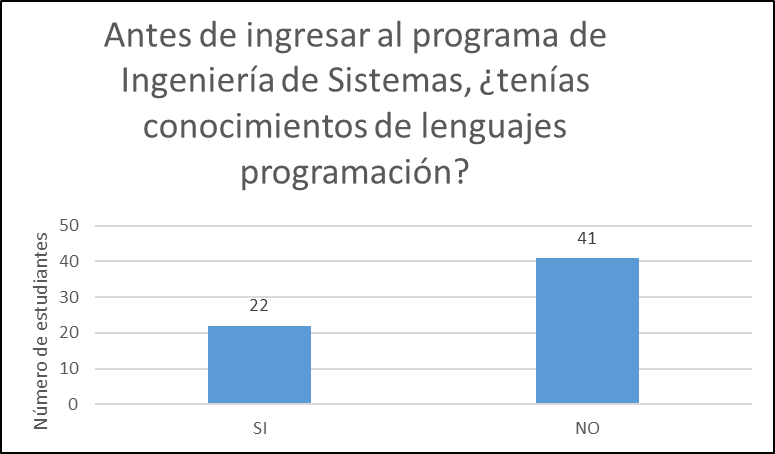 Antes de ingresar al programa de
Ingeniería de Sistemas, ¿tenías
conocimientos de lenguajes
programación?
Número de estudiantes
50
40
30
20
10
0
22
41
SI
NO